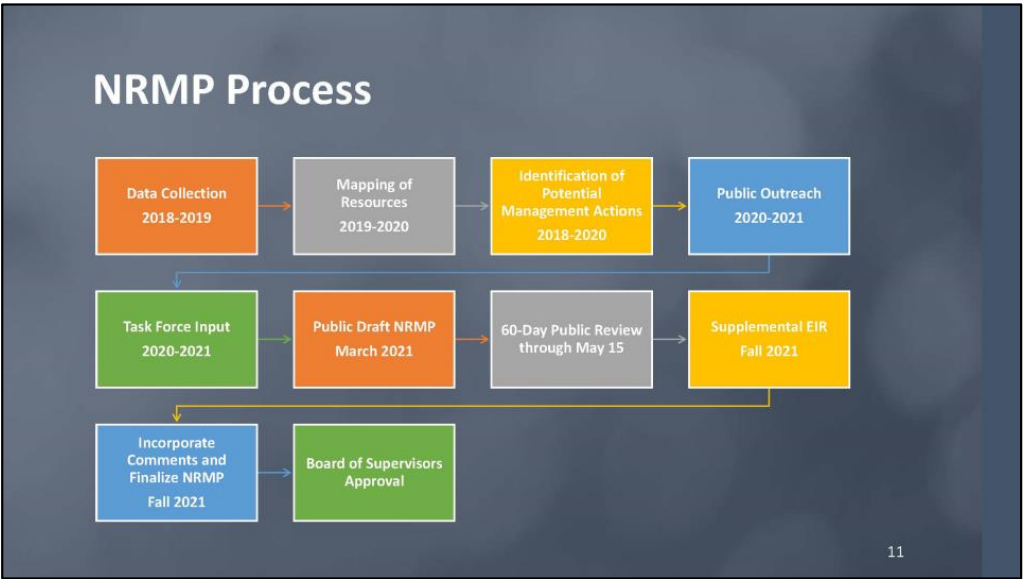 NRMP Process
Data Collection
2018-2019
Mapping of
Resources
2019-2020
Identification of
Potential
Management Actions
2018-2020
Public Outreach
2020-2021
Task Force Input
2020-2021
Public Draft NRMP
March 2021
60-Day Public Review
through May 15
Supplemental EIR
Fall 2021
Incorporate
Comments and
Finalize NRMP
Fall 2021
Board of Supervisors
Approval
11